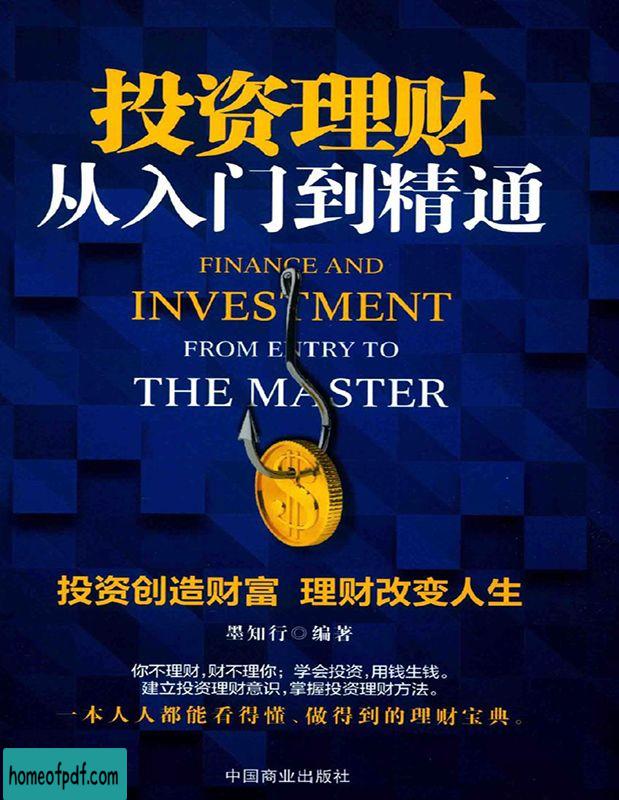 投资理财
从入门到精通
FINANCE AND
INVESTMENT
FROM ENTRY TO
THE MASTER
投资创造财富 理财改变人生
墨知行◎编著
你不理财，财不理你；学会投资，用钱生钱。
建立投资理财意识，掌握投资理财方法。
一本人人都能看得懂、做得到的理财宝典。
homeofpdf.com
中国商业出版社